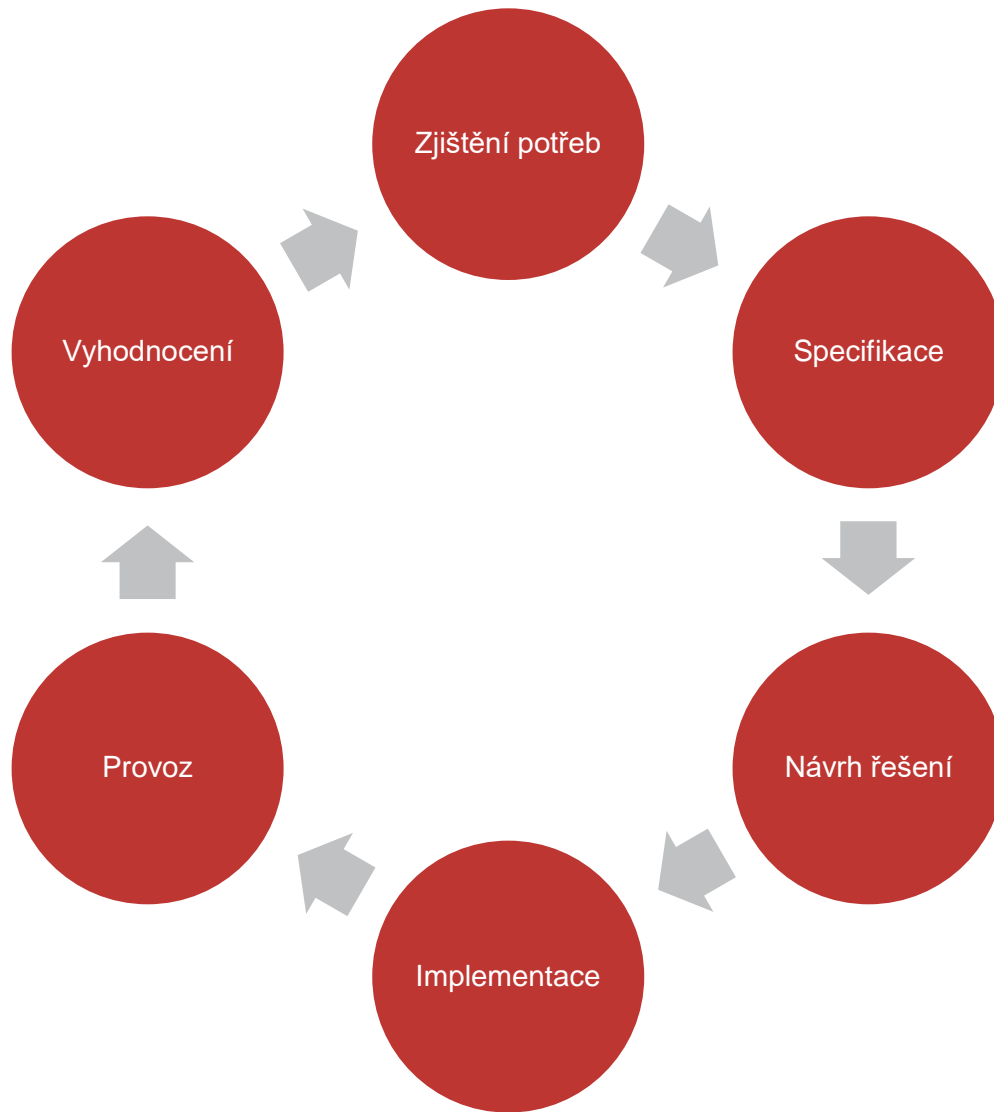 Zjištění potřeb
Specifikace
Návrh řešení
Implementace
Provoz
Vyhodnocení